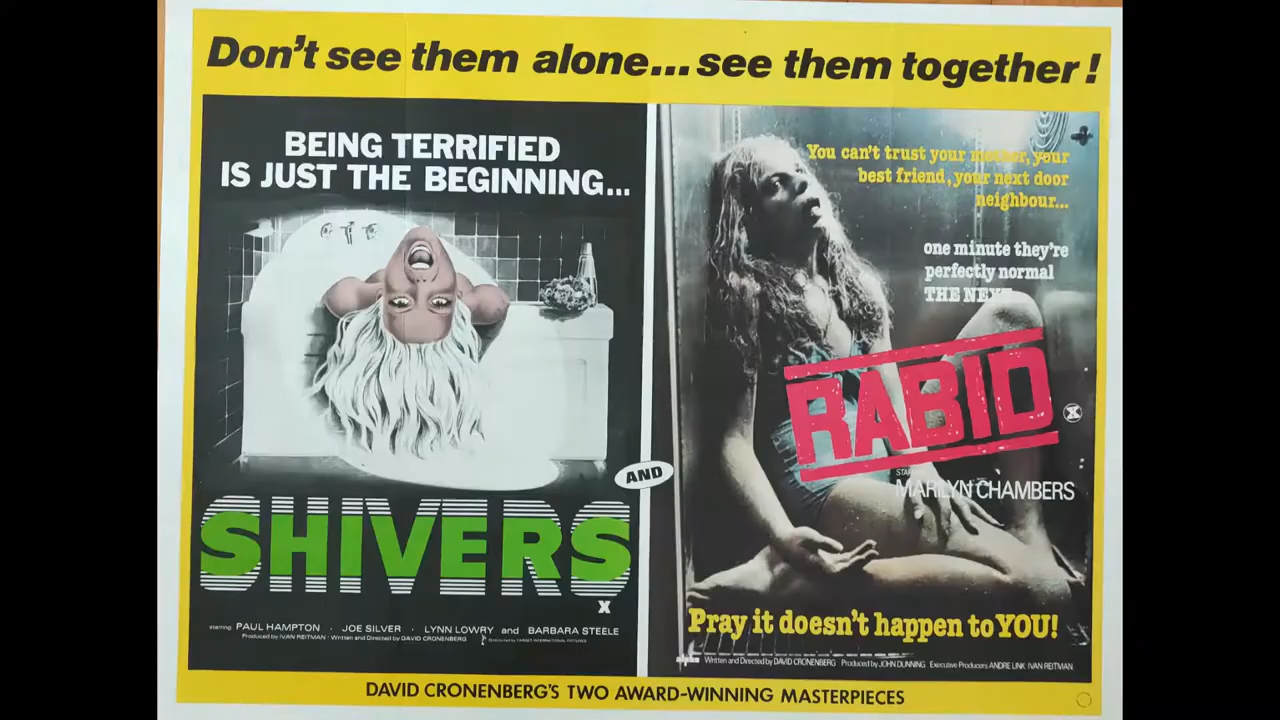 Don't see them alone...see them together!
BEING TERRIFIED
IS JUST THE BEGINNING...
You can't trust your mother, your
best friend, your next door
neighbour...
one minute they're
perfectly normal
THE NEXT
RABID
X
STARRING
MARILYN CHAMBERS
AND
SHIVERS
X
starring PAUL HAMPTON · JOE SILVER · LYNN LOWRY and BARBARA STEELE
Produced by IVAN REITMAN · Written and Directed by DAVID CRONENBERG
Pray it doesn't happen to YOU!
alpha Written and Directed by DAVID CRONENBERG Produced by JOHN DUNNING Executive Producers ANDRE LINK IVAN REITMAN
DAVID CRONENBERG'S TWO AWARD-WINNING MASTERPIECES